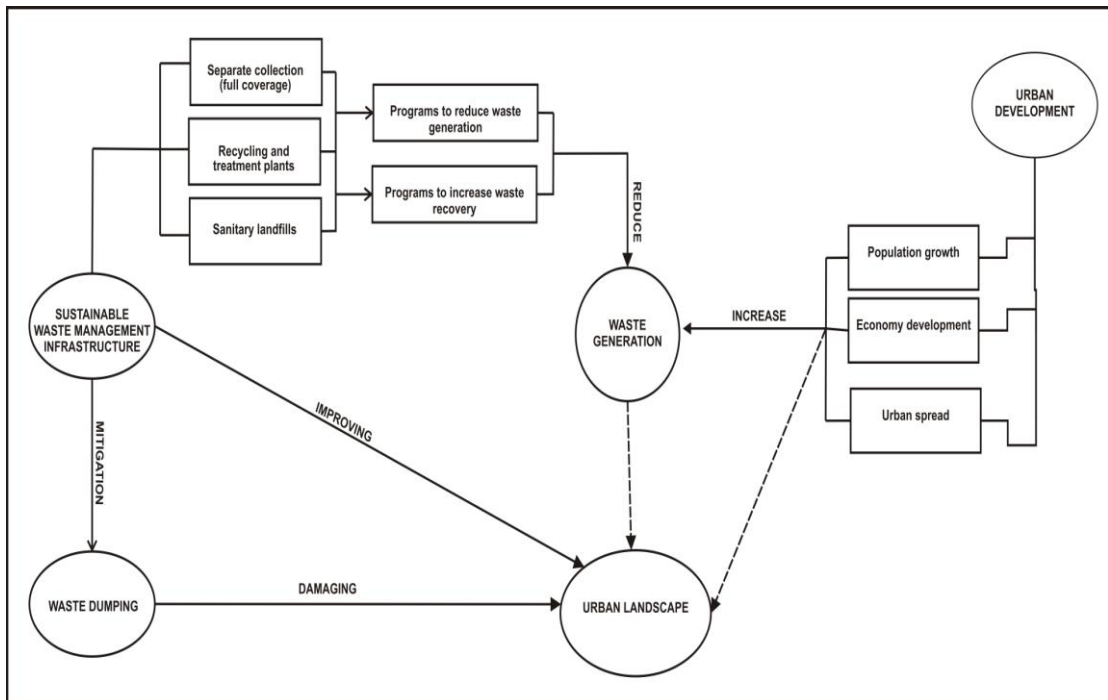 Separate collection
(full coverage)
Recycling and
treatment plants
Sanitary landfills
Programs to reduce waste
generation
Programs to increase waste
recovery
REDUCE
URBAN
DEVELOPMENT
Population growth
Economy development
Urban spread
INCREASE
WASTE
GENERATION
SUSTAINABLE
WASTE MANAGEMENT
INFRASTRUCTURE
IMPROVING
MITIGATION
WASTE DUMPING
DAMAGING
URBAN LANDSCAPE